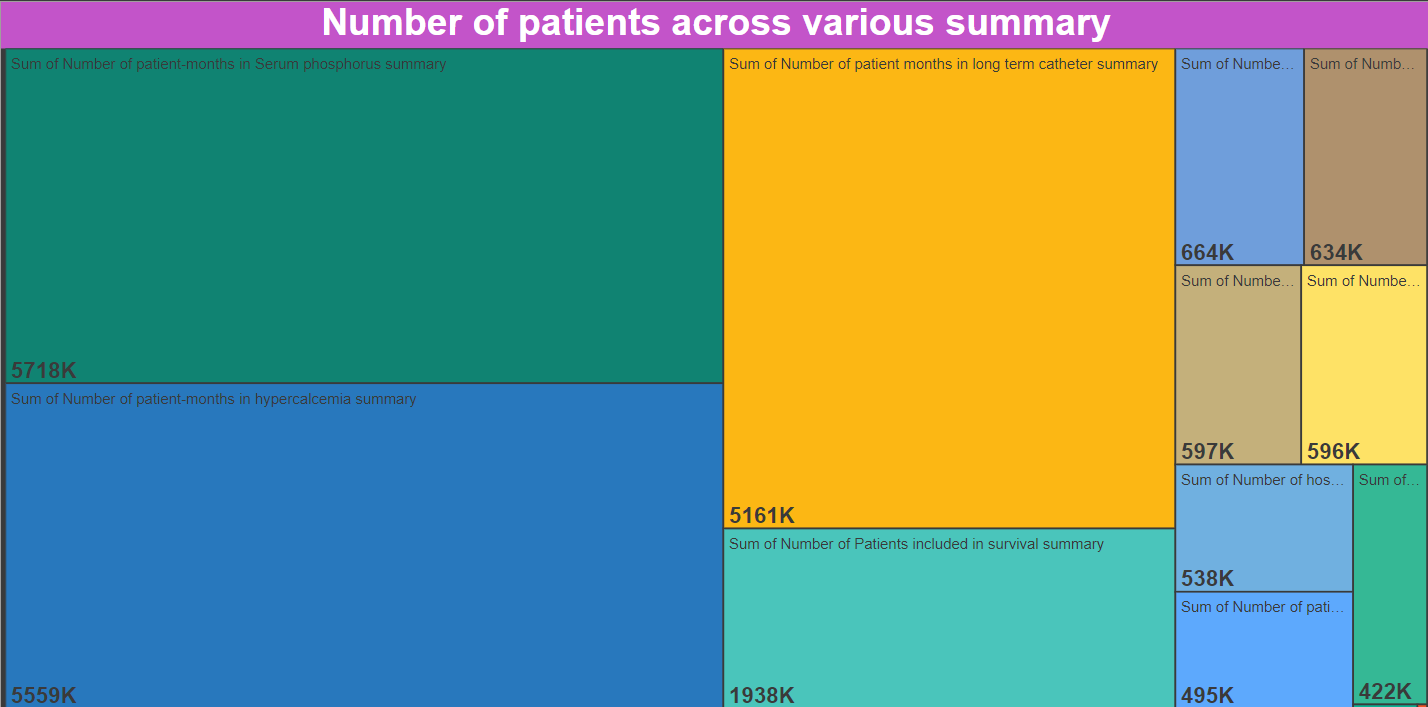 Number of patients across various summary
Sum of Number of patient-months in Serum phosphorus summary
5718K
Sum of Number of patient-months in hypercalcemia summary
5559K
Sum of Number of patient months in long term catheter summary
5161K
Sum of Number of Patients included in survival summary
1938K
Sum of Numbe...
664K
Sum of Numb...
634K
Sum of Numbe...
597K
Sum of Numbe...
596K
Sum of Number of hos...
538K
Sum of Number of pati...
495K
Sum of...
422K